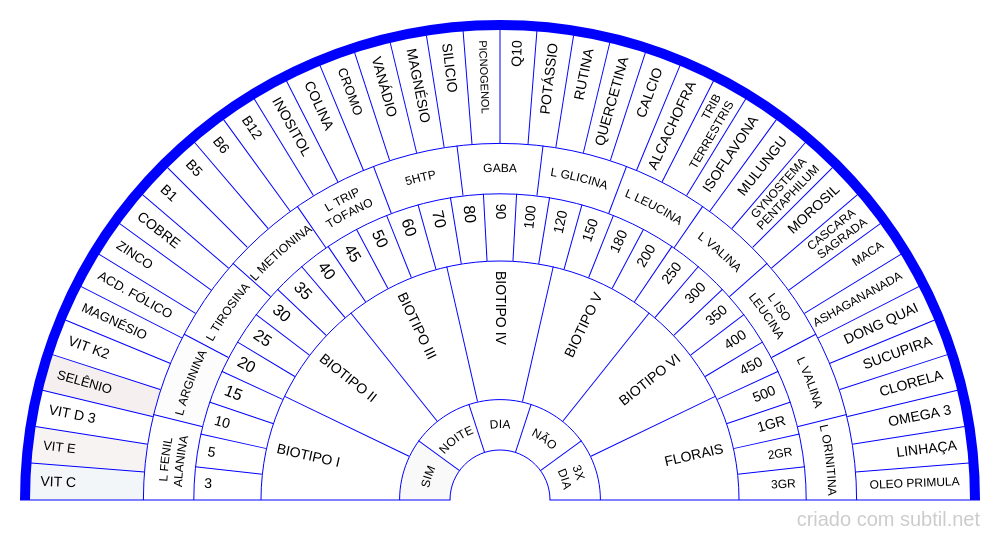 VIT C
VIT E
VIT D 3
SELÊNIO
VIT K2
MAGNÉSIO
ACD. FÓLICO
ZINCO
COBRE
B1
B5
B6
B12
INOSITOL
COLINA
CROMO
VANÁDIO
MAGNÉSIO
SILICIO
PICNOGENOL
Q10
POTÁSSIO
RUTINA
QUERCETINA
CALCIO
ALCACHOFRA
TRIB
TERRESTRIS
ISOFLAVONA
MULUNGU
GYNOSTEMA
PENTAPHILUM
MOROSIL
CASCARA
SAGRADA
MACA
ASHAGANANADA
DONG QUAI
SUCUPIRA
CLORELA
OMEGA 3
LINHAÇA
OLEO PRIMULA
L FENIL
ALANINA
L ARGININA
L TIROSINA
L METIONINA
L TRIP
TOFANO
5HTP
GABA
L GLICINA
L LEUCINA
L VALINA
L ISO
LEUCINA
L VALINA
L ORINITINA
3
5
10
15
20
25
30
35
40
45
50
60
70
80
90
100
120
150
180
200
250
300
350
400
450
500
1GR
2GR
3GR
BIOTIPO I
BIOTIPO II
BIOTIPO III
BIOTIPO IV
BIOTIPO V
BIOTIPO VI
FLORAIS
SIM
NOITE
DIA
NÃO
3X
DIA
criado com subtil.net